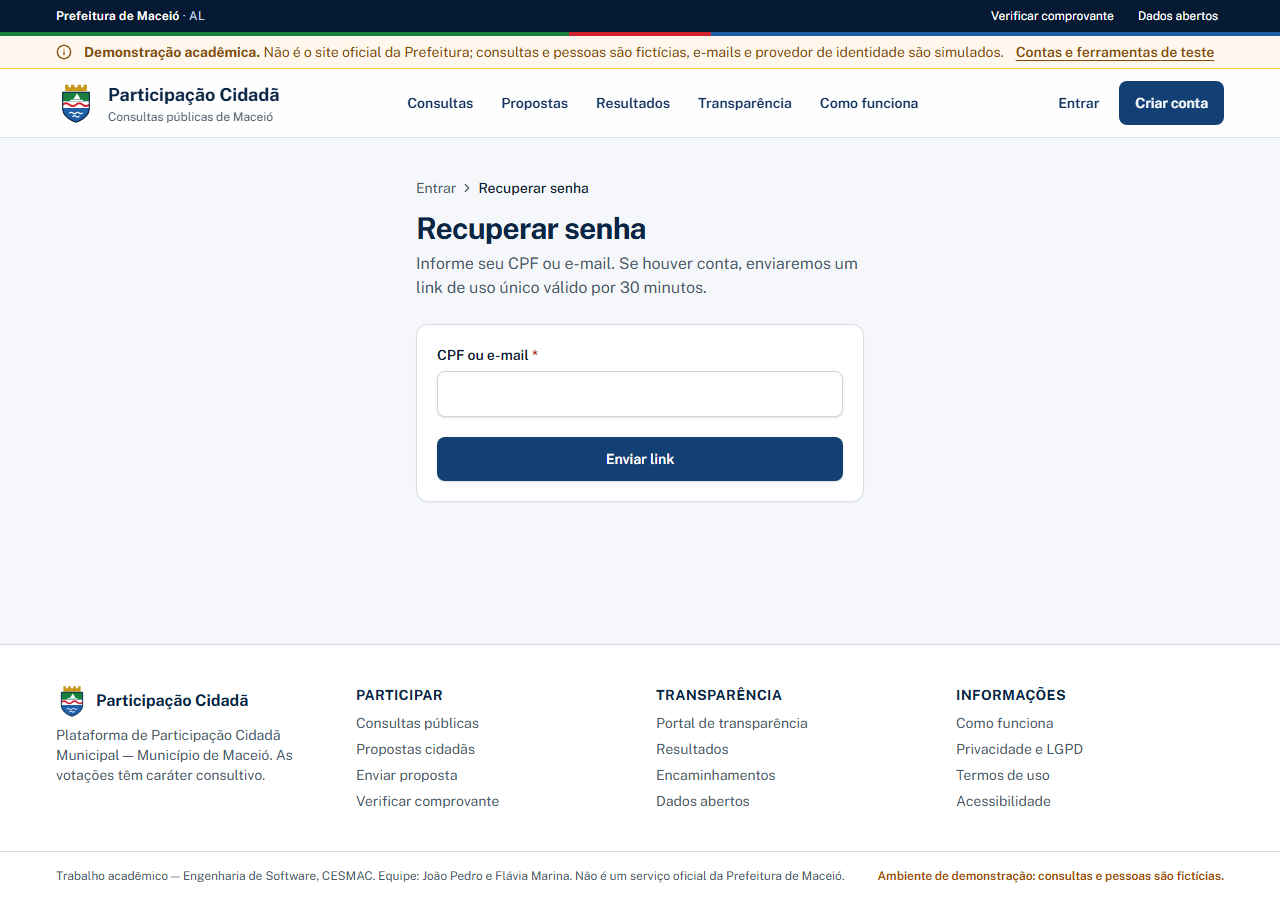 Prefeitura de Maceió · AL
Verificar comprovante
Dados abertos
Demonstração acadêmica. Não é o site oficial da Prefeitura; consultas e pessoas são fictícias, e-mails e provedor de identidade são simulados. Contas e ferramentas de teste
Participação Cidadã
Consultas públicas de Maceió
Consultas
Propostas
Resultados
Transparência
Como funciona
Entrar
Criar conta
Entrar > Recuperar senha
Recuperar senha
Informe seu CPF ou e-mail. Se houver conta, enviaremos um
link de uso único válido por 30 minutos.
CPF ou e-mail *
Enviar link
Participação Cidadã
Plataforma de Participação Cidadã
Municipal — Município de Maceió. As
votações têm caráter consultivo.
PARTICIPAR
Consultas públicas
Propostas cidadãs
Enviar proposta
Verificar comprovante
TRANSPARÊNCIA
Portal de transparência
Resultados
Encaminhamentos
Dados abertos
INFORMAÇÕES
Como funciona
Privacidade e LGPD
Termos de uso
Acessibilidade
Trabalho acadêmico — Engenharia de Software, CESMAC. Equipe: João Pedro e Flávia Marina. Não é um serviço oficial da Prefeitura de Maceió.
Ambiente de demonstração: consultas e pessoas são fictícias.